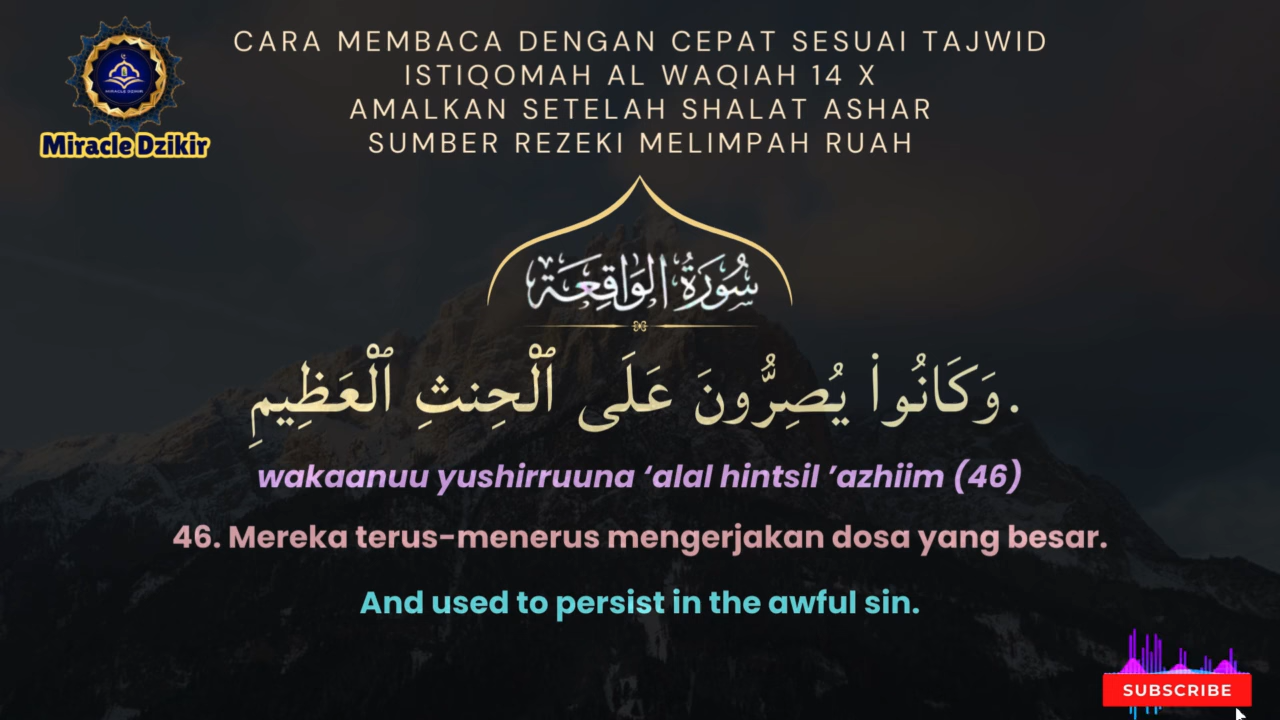 CARA MEMBACA DENGAN CEPAT SESUAI TAJWID
ISTIQOMAH AL WAQIAH 14 X
AMALKAN SETELAH SHALAT ASHAR
SUMBER REZEKI MELIMPAH RUAH
MIRACLE DZIKIR
Miracle Dzikir
سُورَةُ الوَاقِعَة
وَكَانُوا۟ يُصِرُّونَ عَلَى ٱلْحِنثِ ٱلْعَظِيمِ.
wakaanuu yushirruuna ‘alal hintsil ’azhiim (46)
46. Mereka terus-menerus mengerjakan dosa yang besar.
And used to persist in the awful sin.
SUBSCRIBE